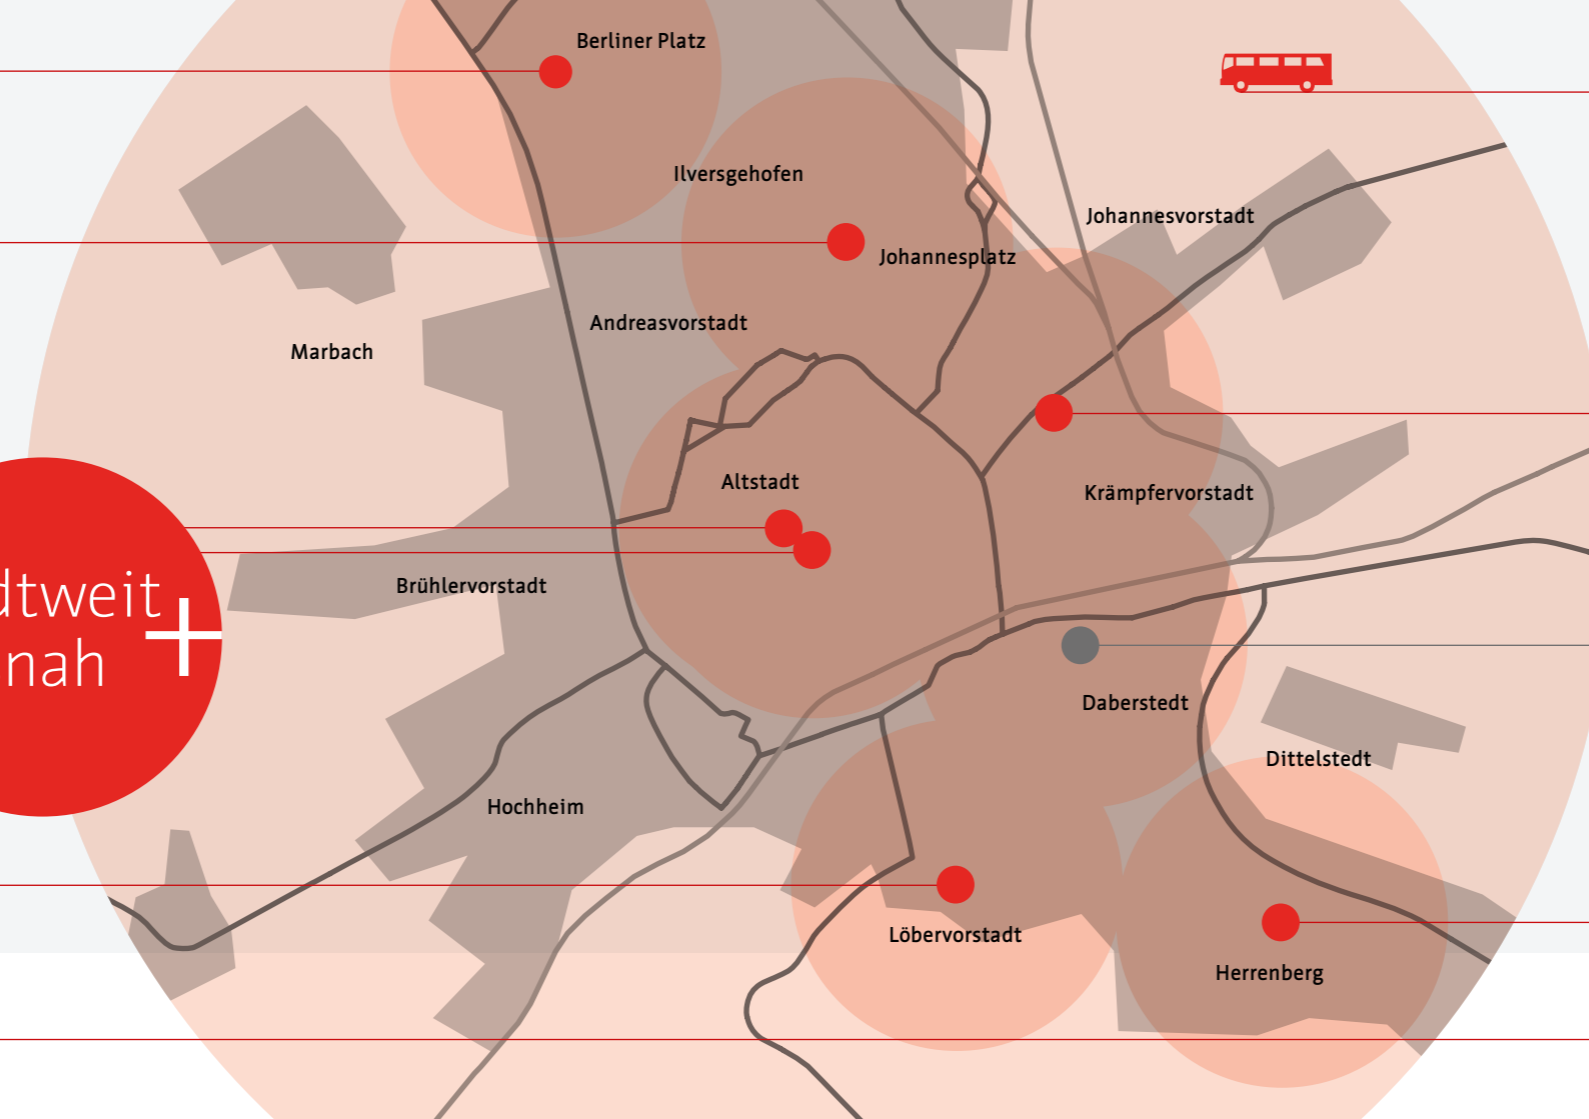 Berliner Platz
Ilversgehofen
Johannesvorstadt
Johannesplatz
Andreasvorstadt
Marbach
Altstadt
Krämpfervorstadt
Brühlervorstadt
dtweit
nah
+
Daberstedt
Dittelstedt
Hochheim
Löbervorstadt
Herrenberg